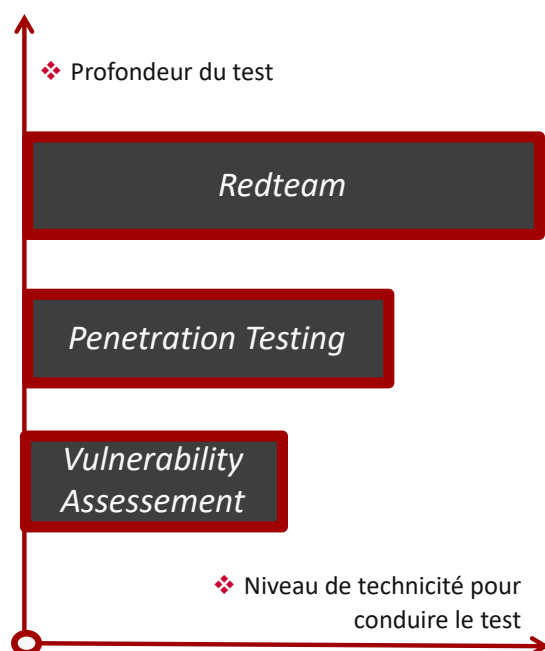 Profondeur du test
Redteam
Penetration Testing
Vulnerability
Assessement
Niveau de technicité pour
conduire le test